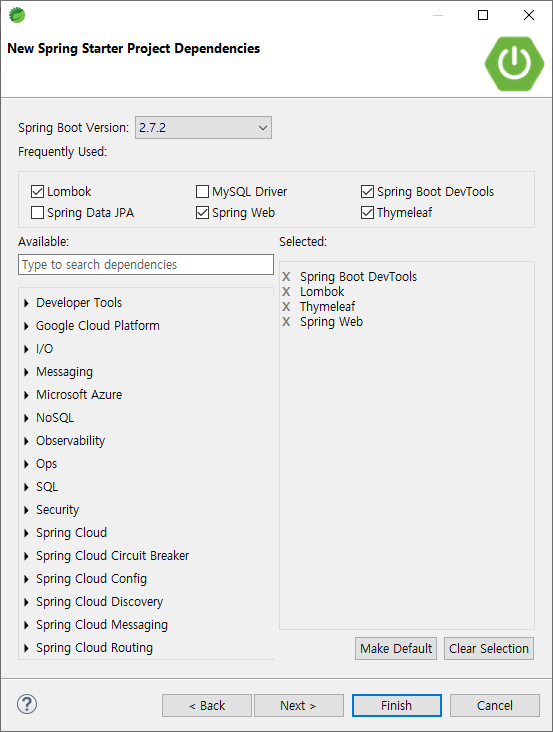 New Spring Starter Project Dependencies
Spring Boot Version: 2.7.2
Frequently Used:
Lombok MySQL Driver Spring Boot DevTools
Spring Data JPA Spring Web Thymeleaf
Available: Selected:
Type to search dependencies
X Spring Boot DevTools
X Lombok
X Thymeleaf
X Spring Web
Developer Tools
Google Cloud Platform
I/O
Messaging
Microsoft Azure
NoSQL
Observability
Ops
SQL
Security
Spring Cloud
Spring Cloud Circuit Breaker
Spring Cloud Config
Spring Cloud Discovery
Spring Cloud Messaging
Spring Cloud Routing
Make Default Clear Selection
? < Back Next > Finish Cancel